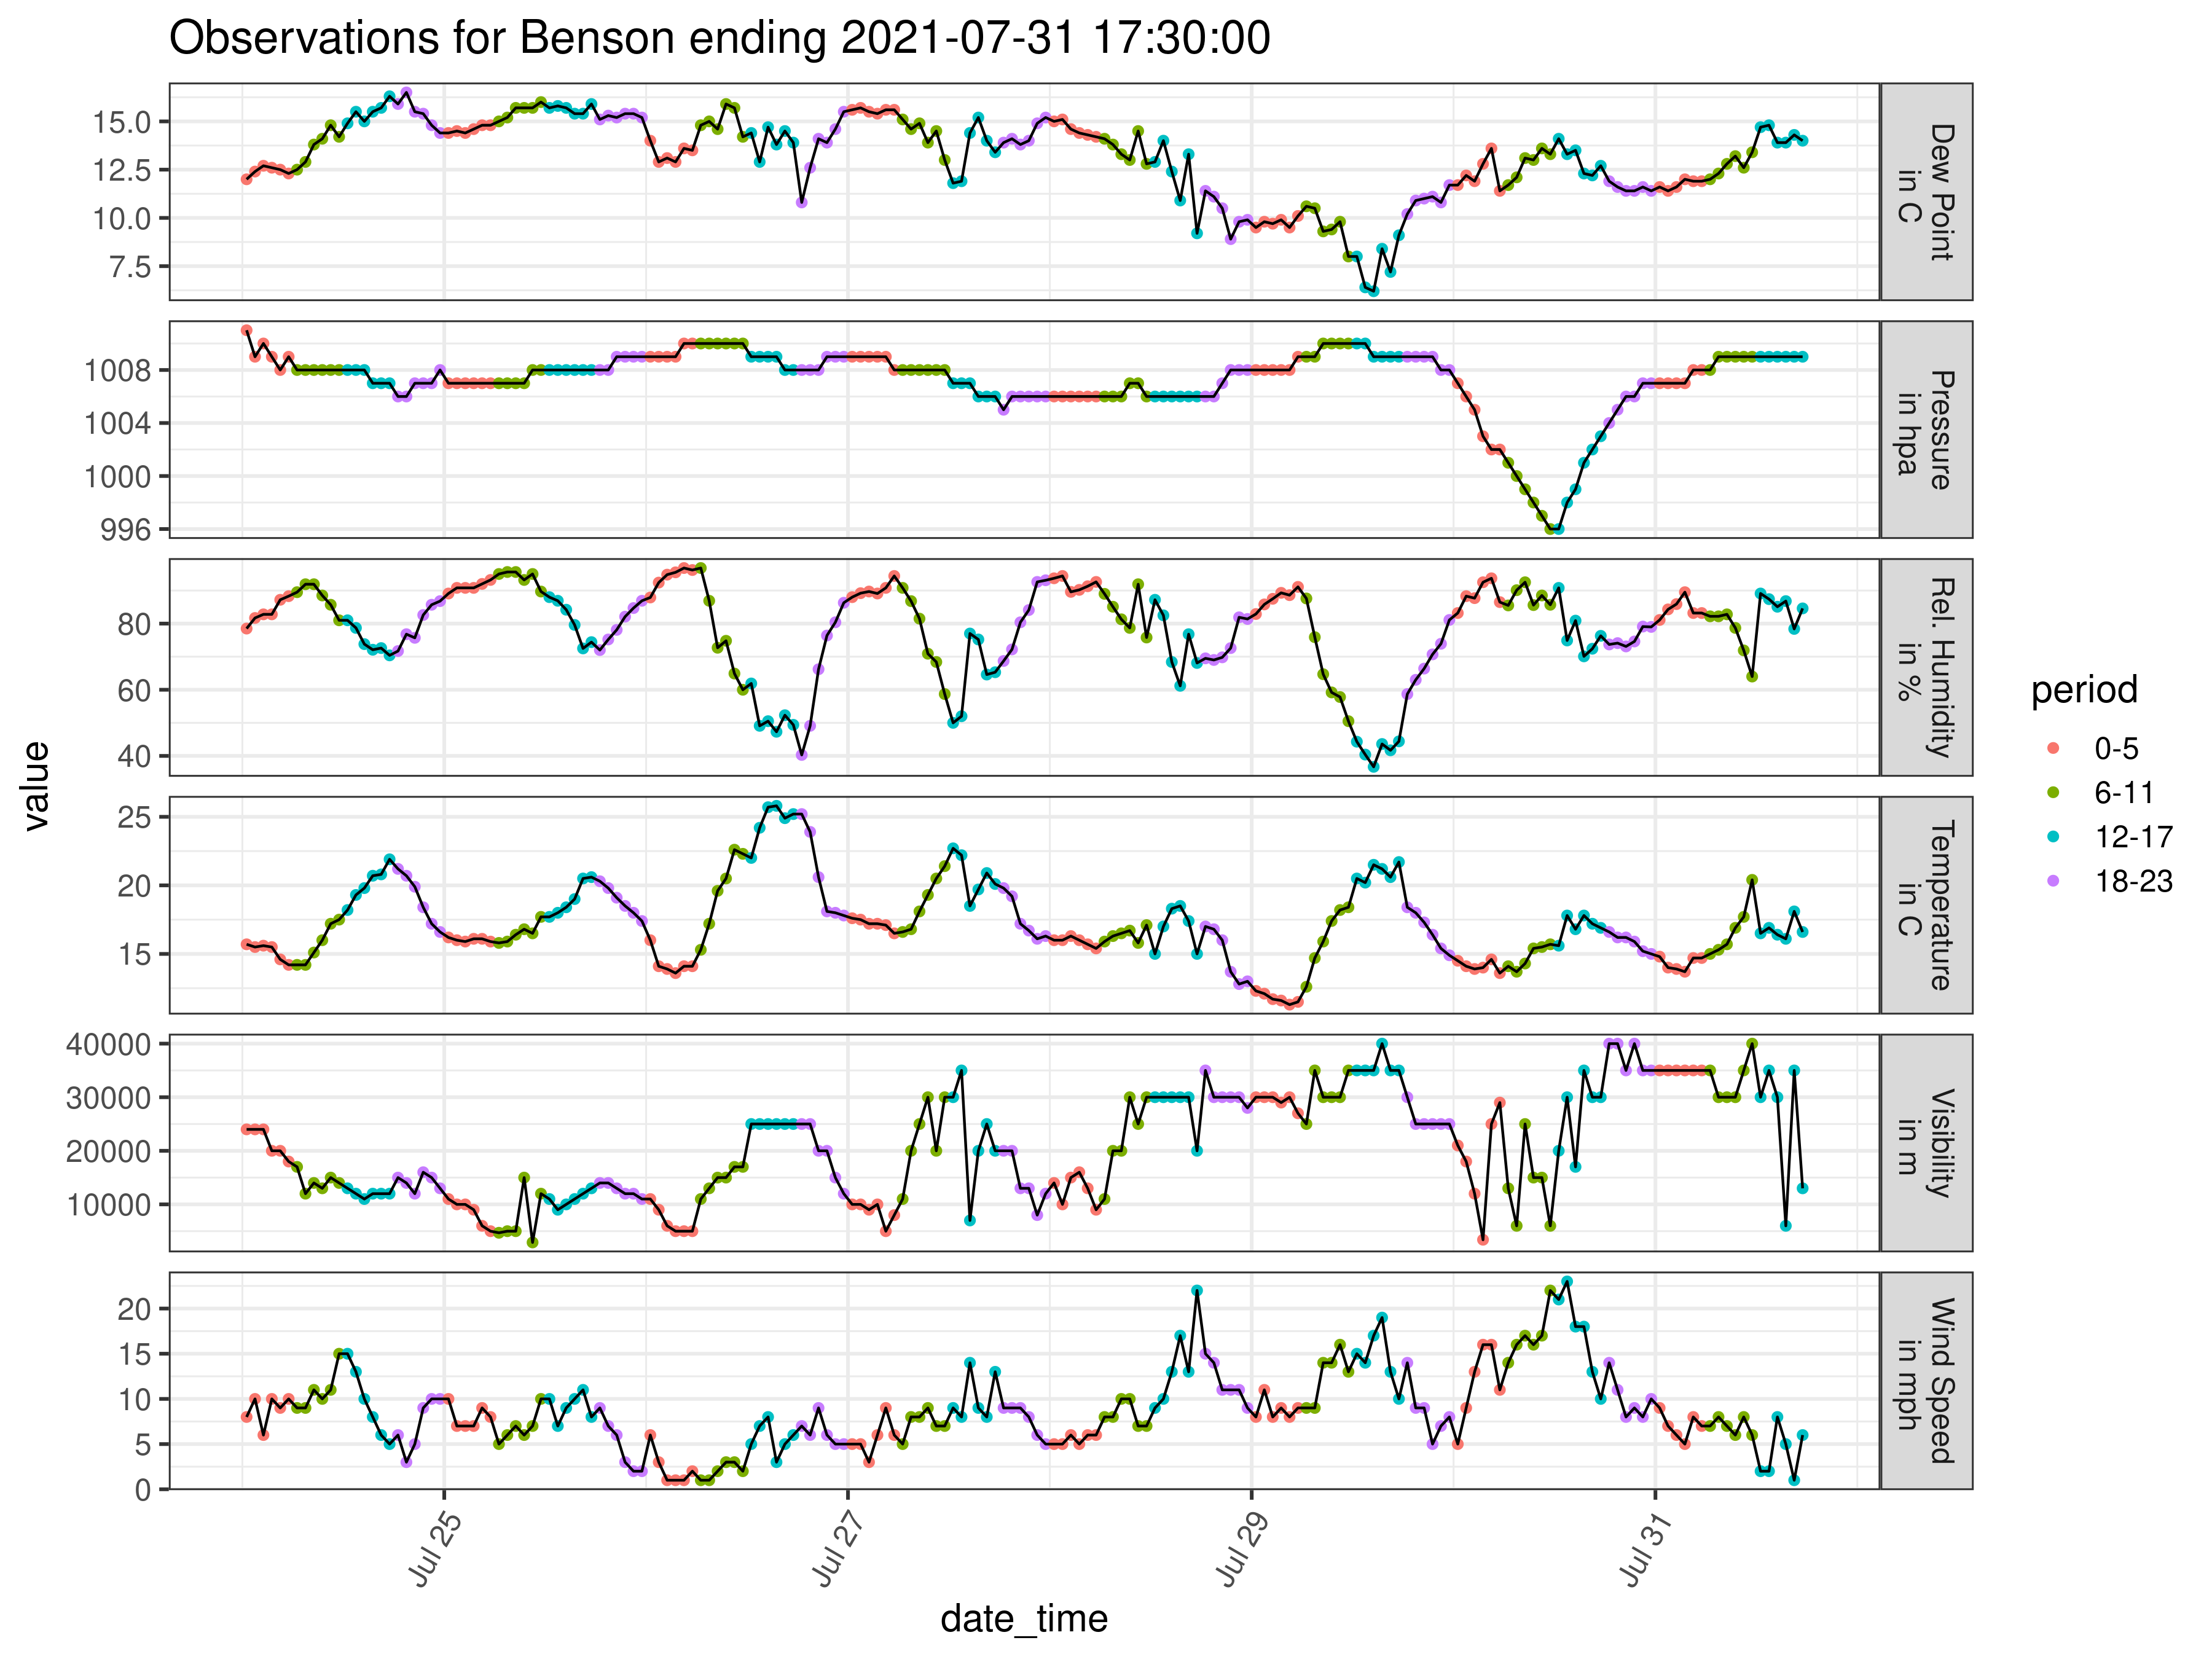 Observations for Benson ending 2021-07-31 17:30:00
value
15.0
12.5
10.0
7.5
Dew Point
in C
1008
1004
1000
996
Pressure
in hpa
80
60
40
Rel. Humidity
in %
25
20
15
Temperature
in C
40000
30000
20000
10000
Visibility
in m
20
15
10
5
0
Wind Speed
in mph
Jul 25
Jul 27
Jul 29
Jul 31
date_time
period
0-5
6-11
12-17
18-23